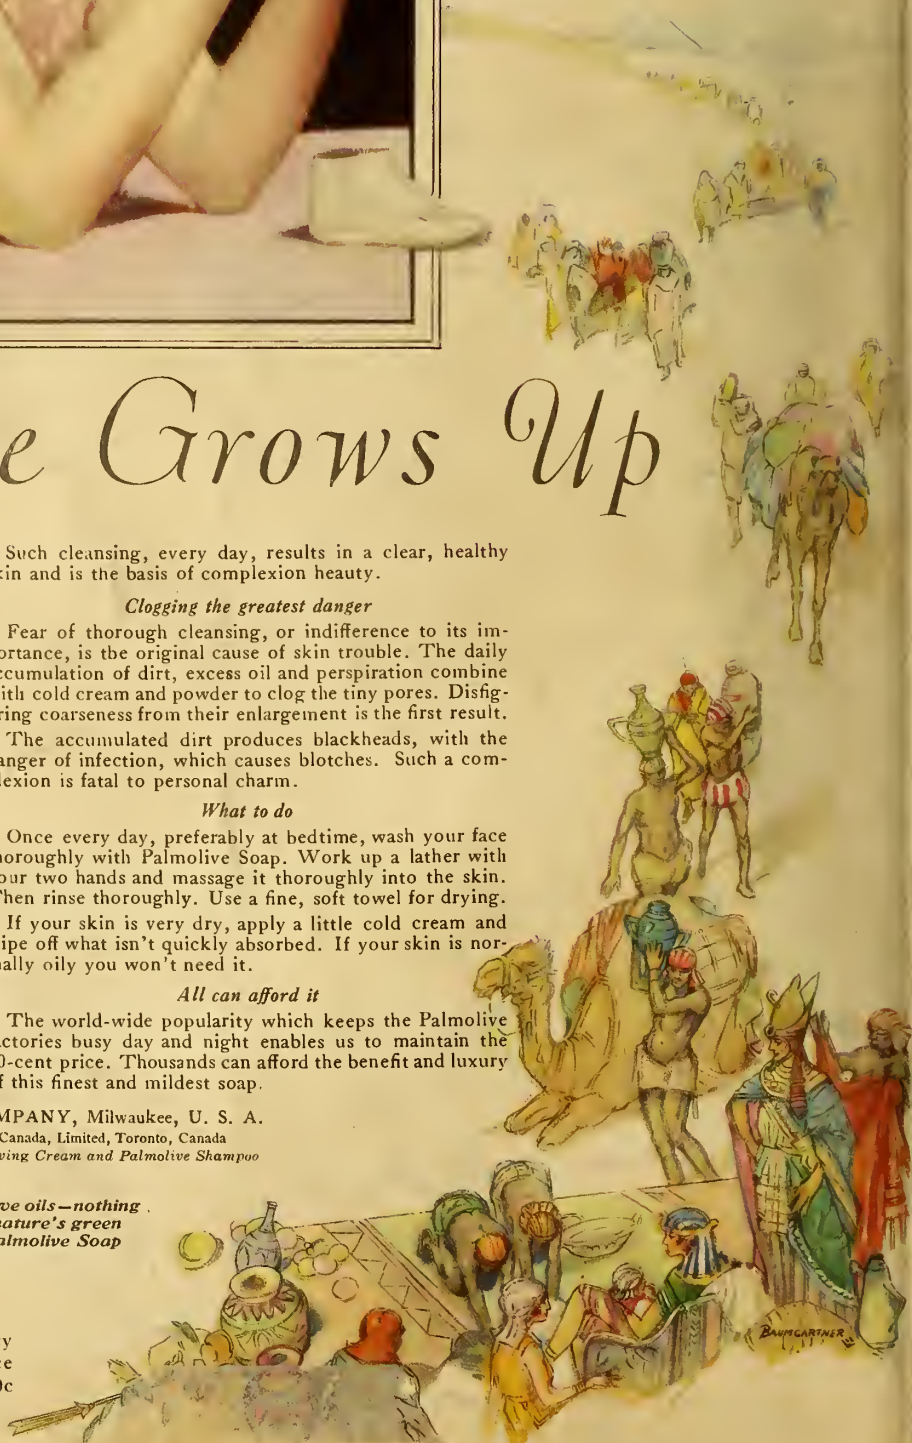 e Grows Up
Such cleansing, every day, results in a clear, healthy
kin and is the basis of complexion beauty.
Clogging the greatest danger
Fear of thorough cleansing, or indifference to its im-
ortance, is the original cause of skin trouble. The daily
ccumulation of dirt, excess oil and perspiration combine
ith cold cream and powder to clog the tiny pores. Disfig-
ring coarseness from their enlargement is the first result.
The accumulated dirt produces blackheads, with the
anger of infection, which causes blotches. Such a com-
lexion is fatal to personal charm.
What to do
Once every day, preferably at bedtime, wash your face
horoughly with Palmolive Soap. Work up a lather with
our two hands and massage it thoroughly into the skin.
hen rinse thoroughly. Use a fine, soft towel for drying.
If your skin is very dry, apply a little cold cream and
ipe off what isn't quickly absorbed. If your skin is nor-
ally oily you won't need it.
All can afford it
The world-wide popularity which keeps the Palmolive
actories busy day and night enables us to maintain the
0-cent price. Thousands can afford the benefit and luxury
f this finest and mildest soap.
MPANY, Milwaukee, U. S. A.
Canada, Limited, Toronto, Canada
ving Cream and Palmolive Shampoo
ve oils—nothing
ature's green
almolive Soap
y
e
0c
BAUMGARTNER